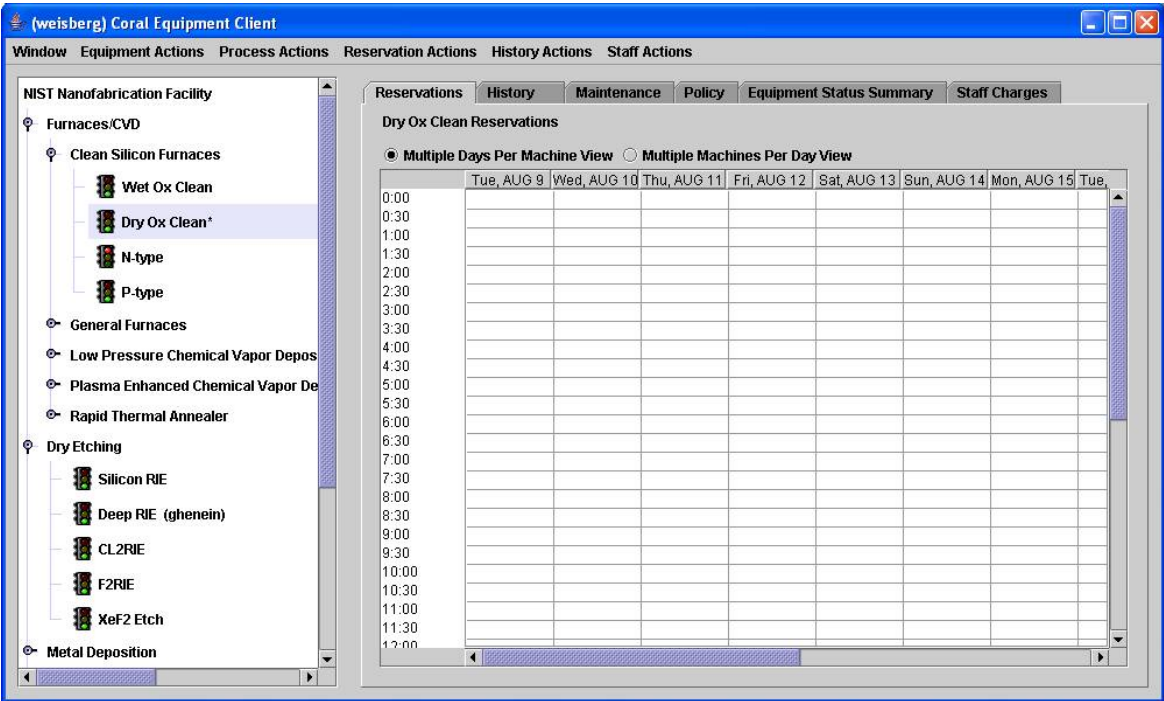 (weisberg) Coral Equipment Client
Window Equipment Actions Process Actions Reservation Actions History Actions Staff Actions
NIST Nanofabrication Facility
Furnaces/CVD
Clean Silicon Furnaces
Wet Ox Clean
Dry Ox Clean*
N-type
P-type
General Furnaces
Low Pressure Chemical Vapor Depos
Plasma Enhanced Chemical Vapor De
Rapid Thermal Annealer
Dry Etching
Silicon RIE
Deep RIE (ghenein)
CL2RIE
F2RIE
XeF2 Etch
Metal Deposition
Reservations History Maintenance Policy Equipment Status Summary Staff Charges
Dry Ox Clean Reservations
Multiple Days Per Machine View Multiple Machines Per Day View
Tue, AUG 9 Wed, AUG 10 Thu, AUG 11 Fri, AUG 12 Sat, AUG 13 Sun, AUG 14 Mon, AUG 15 Tue,
0:00
0:30
1:00
1:30
2:00
2:30
3:00
3:30
4:00
4:30
5:00
5:30
6:00
6:30
7:00
7:30
8:00
8:30
9:00
9:30
10:00
10:30
11:00
11:30
12:00